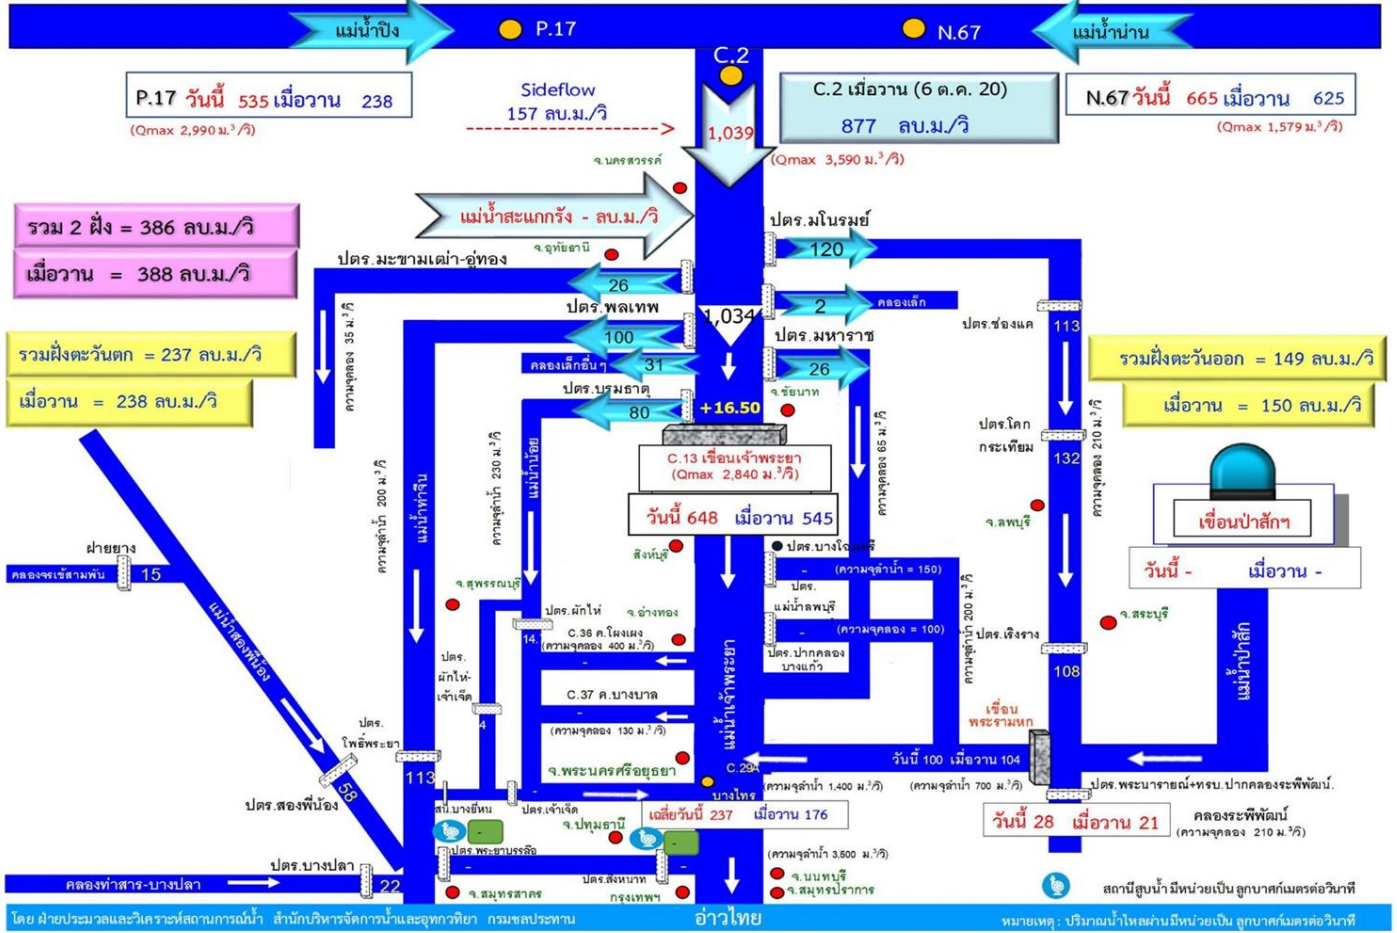 แม่น้ำปิง
P.17
N.67
แม่น้ำน่าน
C.2
P.17 วันนี้ 535 เมื่อวาน 238
(Qmax 2,990 ม.³/วิ)
Sideflow
157 ลบ.ม./วิ
1,039
C.2 เมื่อวาน (6 ต.ค. 20)
877 ลบ.ม./วิ
(Qmax 3,590 ม.³/วิ)
N.67 วันนี้ 665 เมื่อวาน 625
(Qmax 1,579 ม.³/วิ)
จ.นครสวรรค์
แม่น้ำสะแกกรัง - ลบ.ม./วิ
จ.อุทัยธานี
รวม 2 ฝั่ง = 386 ลบ.ม./วิ
เมื่อวาน = 388 ลบ.ม./วิ
ปตร.มโนรมย์
120
ปตร.มะขามเฒ่า-อู่ทอง
26
2
คลองเล็ก
ปตร.พลเทพ
100
1,034
ปตร.มหาราช
26
ปตร.ช่องแค
113
คลองเล็กอื่นๆ
31
ปตร.บรมธาตุ
80
+16.50
จ.ชัยนาท
รวมฝั่งตะวันตก = 237 ลบ.ม./วิ
เมื่อวาน = 238 ลบ.ม./วิ
รวมฝั่งตะวันออก = 149 ลบ.ม./วิ
เมื่อวาน = 150 ลบ.ม./วิ
ความจุคลอง 35 ม.³/วิ
ความจุลำน้ำ 200 ม.³/วิ
แม่น้ำท่าจีน
ความจุลำน้ำ 230 ม.³/วิ
แม่น้ำน้อย
ความจุคลอง 65 ม.³/วิ
ความจุคลอง 210 ม.³/วิ
C.13 เขื่อนเจ้าพระยา
(Qmax 2,840 ม.³/วิ)
วันนี้ 648 เมื่อวาน 545
ปตร.โคก
กระเทียม
132
จ.ลพบุรี
เขื่อนป่าสักฯ
วันนี้ - เมื่อวาน -
สิงห์บุรี
ปตร.บางโฉมศรี
(ความจุลำน้ำ = 150)
ปตร.
แม่น้ำลพบุรี
(ความจุคลอง = 100)
ปตร.ปากคลอง
บางแก้ว
ความจุลำน้ำ 200 ม.³/วิ
ฝายยาง
คลองจรเข้สามพัน
15
แม่น้ำสองพี่น้อง
จ.สุพรรณบุรี
ปตร.ผักไห่
จ.อ่างทอง
C.36 ค.โผงเผง
(ความจุคลอง 400 ม.³/วิ)
-
ปตร.
ผักไห่-
เจ้าเจ็ด
4
C.37 ค.บางบาล
-
(ความจุคลอง 130 ม.³/วิ)
แม่น้ำเจ้าพระยา
ปตร.เริงราง
108
จ.สระบุรี
แม่น้ำป่าสัก
เขื่อน
พระรามหก
ปตร.
โพธิ์พระยา
113
จ.พระนครศรีอยุธยา
C.29A
บางไทร
วันนี้ 100 เมื่อวาน 104
(ความจุลำน้ำ 1,400 ม.³/วิ)
(ความจุลำน้ำ 700 ม.³/วิ)
ปตร.พระนารายณ์+ทรบ.ปากคลองระพีพัฒน์.
58
ปตร.สองพี่น้อง
สน.บางยี่หน
ปตร.เจ้าเจ็ด
เฉลี่ยวันนี้ 237 เมื่อวาน 176
วันนี้ 28 เมื่อวาน 21
คลองระพีพัฒน์
(ความจุคลอง 210 ม.³/วิ)
จ.ปทุมธานี
ปตร.พระยาบรรลือ
ปตร.สิงหนาท
(ความจุลำน้ำ 3,500 ม.³/วิ)
ปตร.บางปลา
คลองท่าสาร-บางปลา
22
จ.สมุทรสาคร
กรุงเทพฯ
จ.นนทบุรี
จ.สมุทรปราการ
สถานีสูบน้ำ มีหน่วยเป็น ลูกบาศก์เมตรต่อวินาที
โดย ฝ่ายประมวลและวิเคราะห์สถานการณ์น้ำ สำนักบริหารจัดการน้ำและอุทกวิทยา กรมชลประทาน
อ่าวไทย
หมายเหตุ : ปริมาณน้ำไหลผ่านมีหน่วยเป็น ลูกบาศก์เมตรต่อวินาที